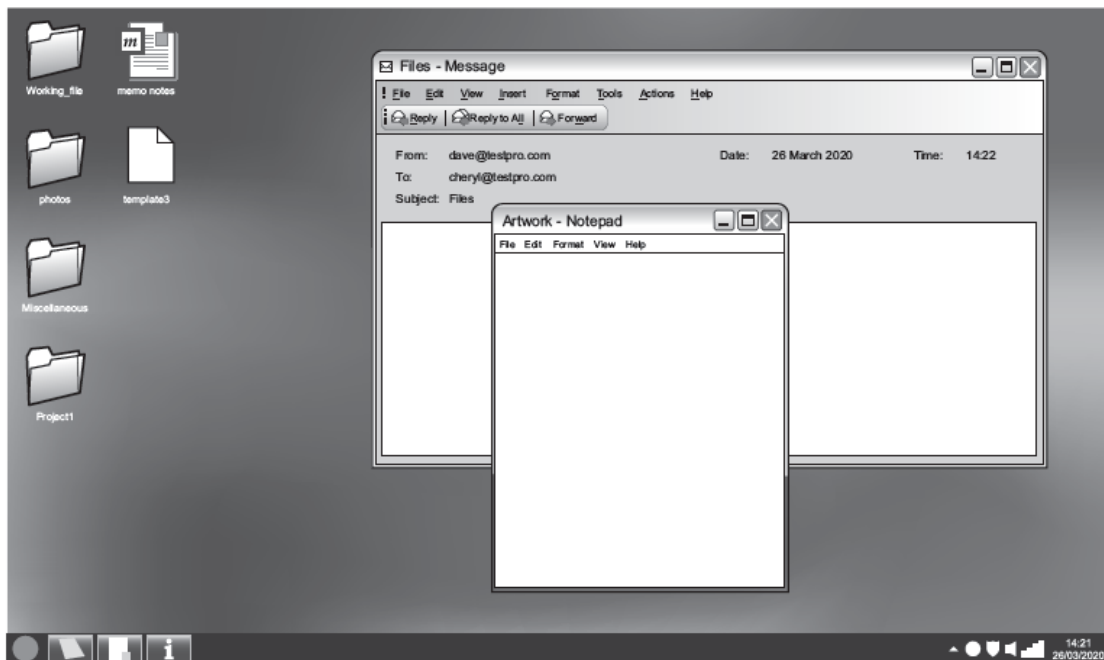 Working_file
memo notes
photos
template3
Miscellaneous
Project1
Files - Message
File Edit View Insert Format Tools Actions Help
Reply Reply to All Forward
From: dave@testpro.com Date: 26 March 2020 Time: 14:22
To: cheryl@testpro.com
Subject: Files
Artwork - Notepad
File Edit Format View Help
14:21
26/03/2020